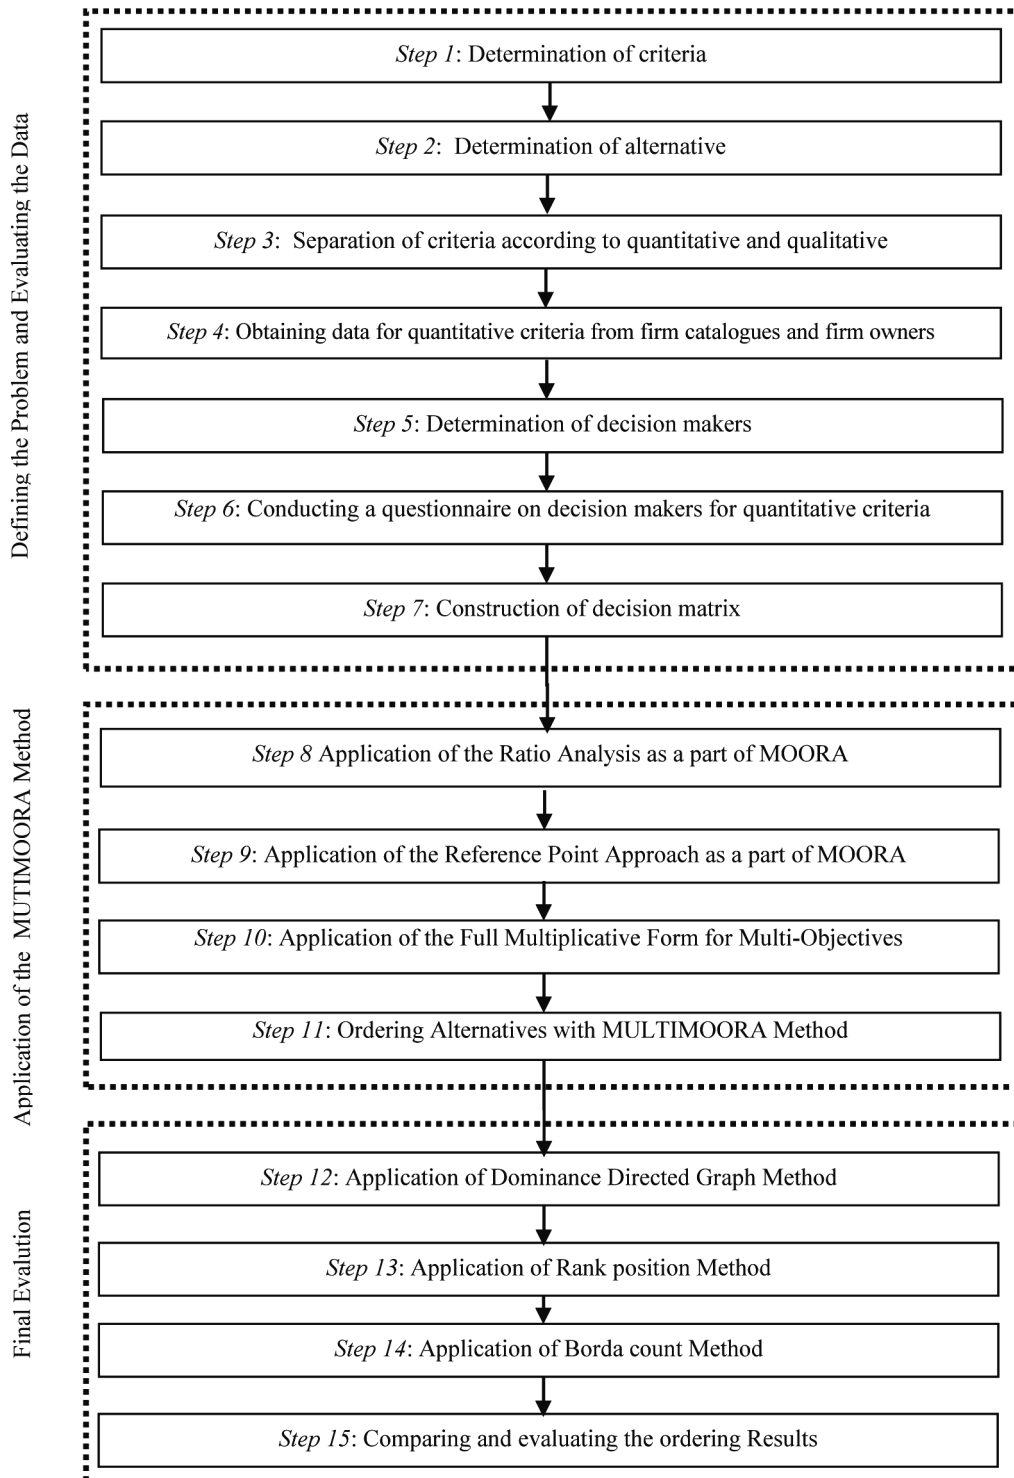 Defining the Problem and Evaluating the Data
Step 1: Determination of criteria
Step 2: Determination of alternative
Step 3: Separation of criteria according to quantitative and qualitative
Step 4: Obtaining data for quantitative criteria from firm catalogues and firm owners
Step 5: Determination of decision makers
Step 6: Conducting a questionnaire on decision makers for quantitative criteria
Step 7: Construction of decision matrix
Application of the MUTIMOORA Method
Step 8 Application of the Ratio Analysis as a part of MOORA
Step 9: Application of the Reference Point Approach as a part of MOORA
Step 10: Application of the Full Multiplicative Form for Multi-Objectives
Step 11: Ordering Alternatives with MULTIMOORA Method
Final Evalution
Step 12: Application of Dominance Directed Graph Method
Step 13: Application of Rank position Method
Step 14: Application of Borda count Method
Step 15: Comparing and evaluating the ordering Results